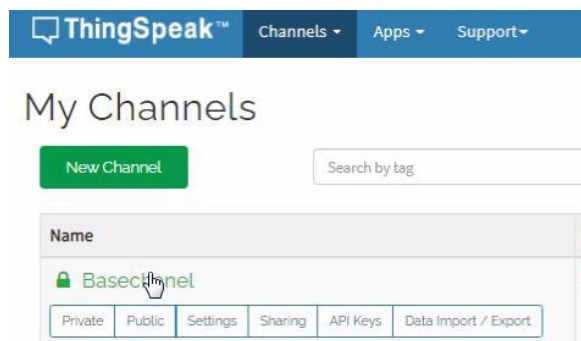 ThingSpeak™ Channels Apps Support
My Channels
New Channel Search by tag
Name
Basechannel
Private Public Settings Sharing API Keys Data Import / Export